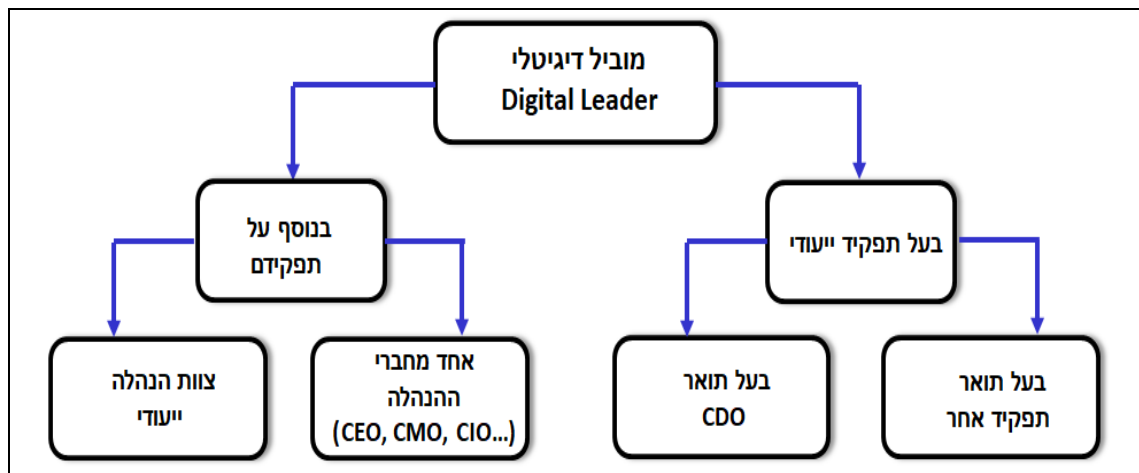 מוביל דיגיטלי
Digital Leader
בעל תפקיד ייעודי
בנוסף על
תפקידם
בעל תואר
תפקיד אחר
בעל תואר
CDO
אחד מחברי
ההנהלה
(CEO, CMO, CIO...)
צוות הנהלה
ייעודי